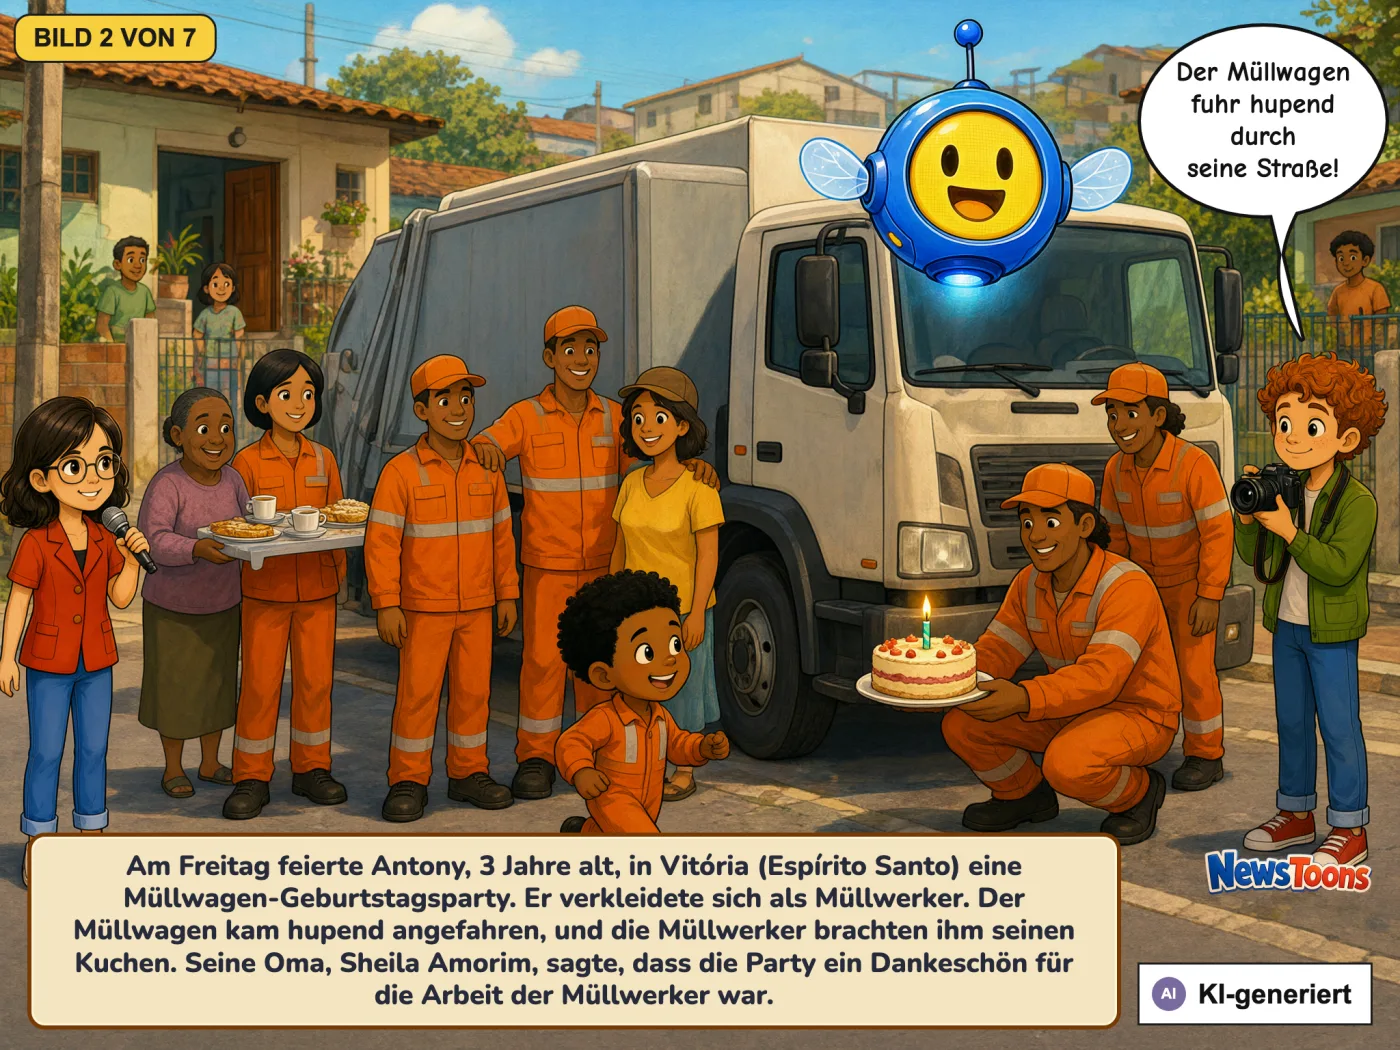 BILD 2 VON 7
Der Müllwagen
fuhr hupend
durch
seine Straße!
Am Freitag feierte Antony, 3 Jahre alt, in Vitória (Espírito Santo) eine
Müllwagen-Geburtstagsparty. Er verkleidete sich als Müllwerker. Der
Müllwagen kam hupend angefahren, und die Müllwerker brachten ihm seinen
Kuchen. Seine Oma, Sheila Amorim, sagte, dass die Party ein Dankeschön für
die Arbeit der Müllwerker war.
NewsToons
AI KI-generiert